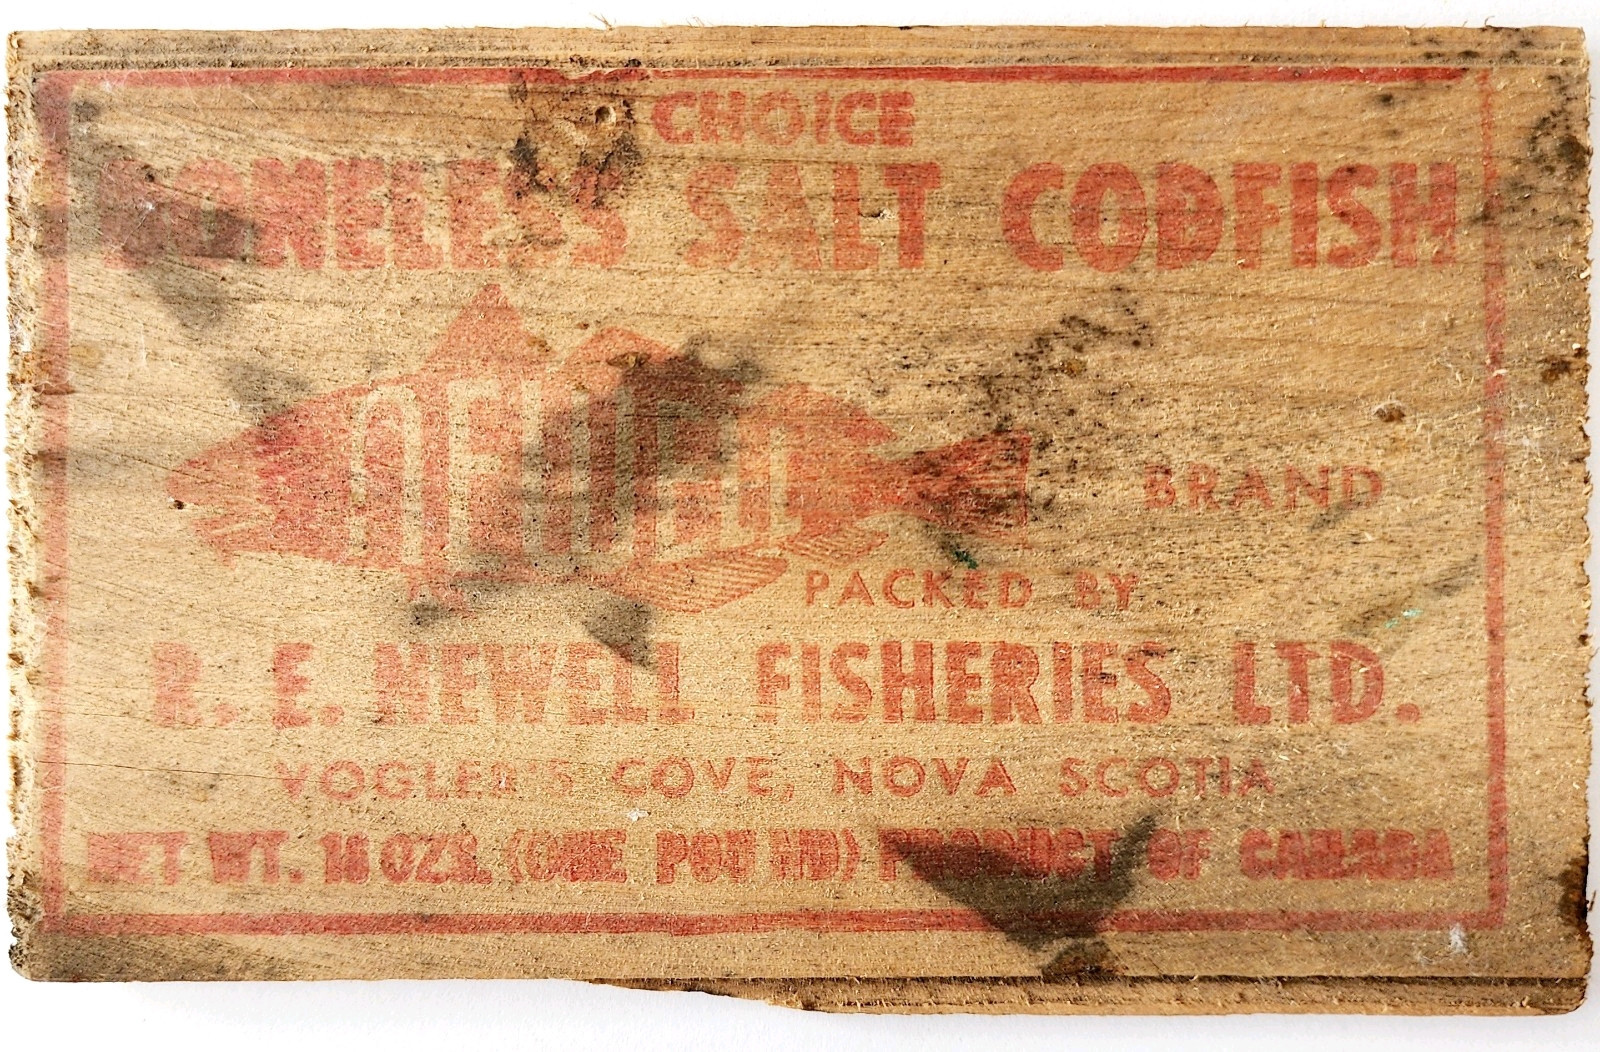 CHOICE
BONELESS SALT CODFISH
BRAND
PACKED BY
R. E. NEWELL FISHERIES LTD.
VOGLER'S COVE, NOVA SCOTIA
NET WT. 16 OZS. (ONE POUND) PRODUCT OF CANADA